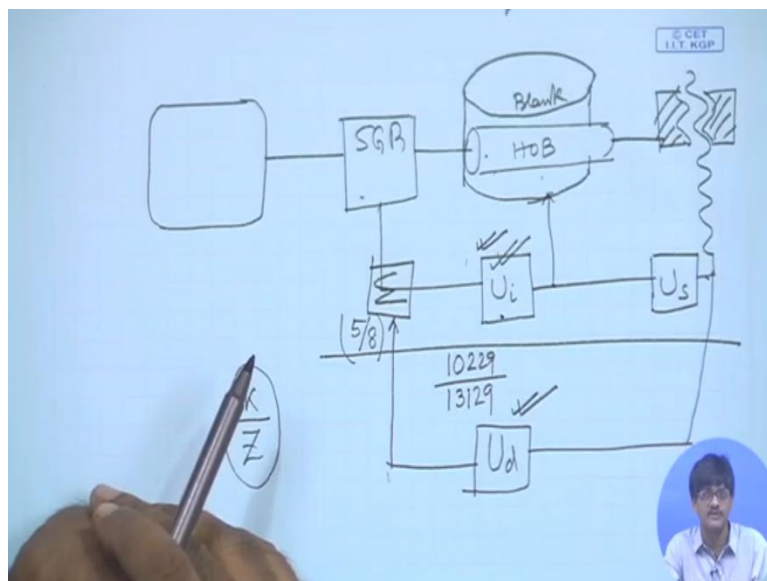 © CET
I.I.T. KGP
Blank
SGB
HOB
Σ
Ui
Us
(5/8)
10229
13129
K
Z
Ud